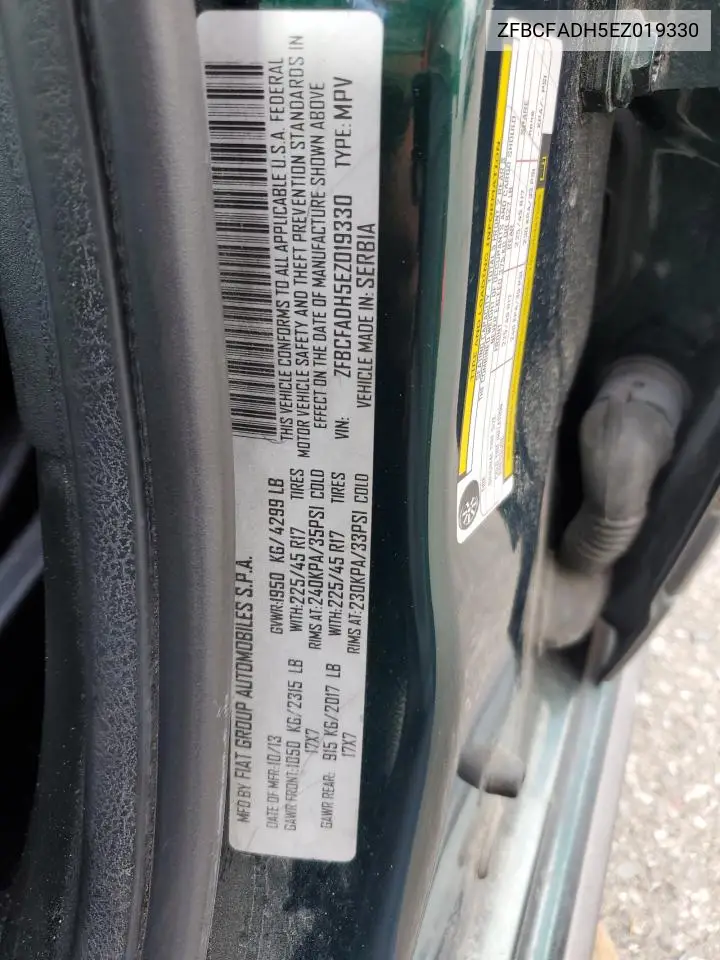 ZFBCFADH5EZ019330
MFD BY FIAT GROUP AUTOMOBILES S.P.A.
DATE OF MFR:10/13 GVWR:1950 KG/4299 LB
GAWR FRONT:1050 KG/2315 LB WITH:225/45 R17 TIRES
17X7 RIMS AT:240KPA/35PSI COLD
GAWR REAR: 915 KG/2017 LB WITH:225/45 R17 TIRES
17X7 RIMS AT:230KPA/33PSI COLD
THIS VEHICLE CONFORMS TO ALL APPLICABLE U.S.A. FEDERAL
MOTOR VEHICLE SAFETY AND THEFT PREVENTION STANDARDS IN
EFFECT ON THE DATE OF MANUFACTURE SHOWN ABOVE
VIN: ZFBCFADH5EZ019330 TYPE: MPV
VEHICLE MADE IN: SERBIA
TIRE AND LOADING INFORMATION